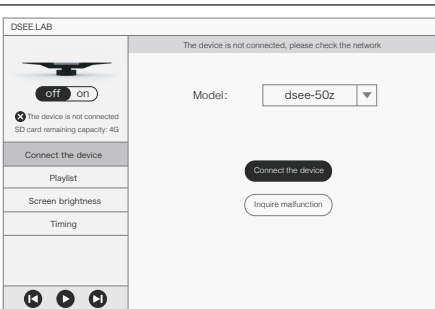 DSEE.LAB
The device is not connected, please check the network
off on
The device is not connected
SD card remaining capacity: 4G
Connect the device
Playlist
Screen brightness
Timing
Model: dsee-50z
Connect the device
Inquire malfunction